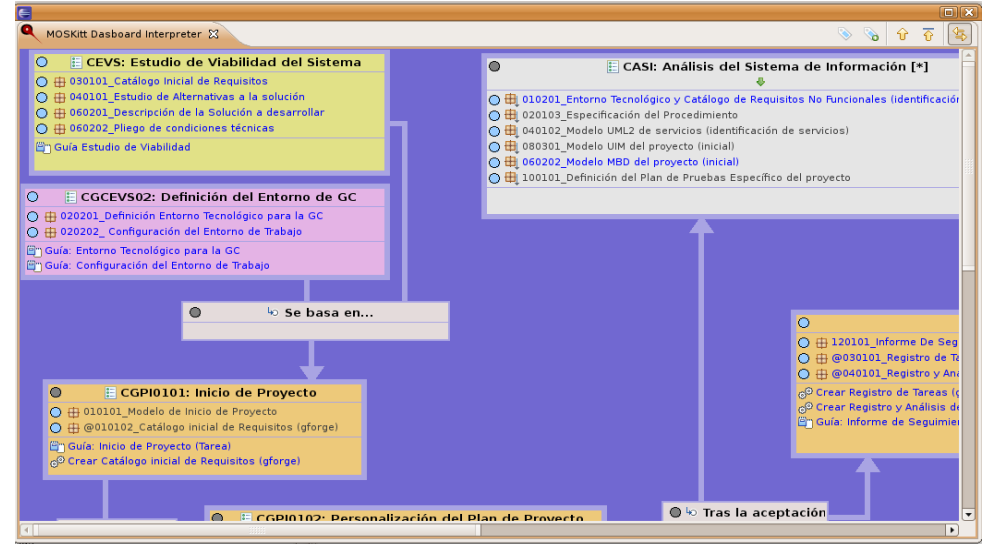 MOSKitt Dasboard Interpreter
CEVS: Estudio de Viabilidad del Sistema
030101_Catálogo Inicial de Requisitos
040101_Estudio de Alternativas a la solución
060201_Descripción de la Solución a desarrollar
060202_Pliego de condiciones técnicas
Guía Estudio de Viabilidad
CASI: Análisis del Sistema de Información [*]
010201_Entorno Tecnológico y Catálogo de Requisitos No Funcionales (identificación
020103_Especificación del Procedimiento
040102_Modelo UML2 de servicios (identificación de servicios)
080301_Modelo UIM del proyecto (inicial)
060202_Modelo MBD del proyecto (inicial)
100101_Definición del Plan de Pruebas Específico del proyecto
CGCEVS02: Definición del Entorno de GC
020201_Definición Entorno Tecnológico para la GC
020202_ Configuración del Entorno de Trabajo
Guía: Entorno Tecnológico para la GC
Guía: Configuración del Entorno de Trabajo
Se basa en...
120101_Informe De Seg
@030101_Registro de Ta
@040101_Registro y Aná
Crear Registro de Tareas (g
Crear Registro y Análisis de
Guía: Informe de Seguimie
CGPI0101: Inicio de Proyecto
010101_Modelo de Inicio de Proyecto
@010102_Catálogo inicial de Requisitos (gforge)
Guía: Inicio de Proyecto (Tarea)
Crear Catálogo inicial de Requisitos (gforge)
CGPI0102: Personalización del Plan de Proyecto
Tras la aceptación